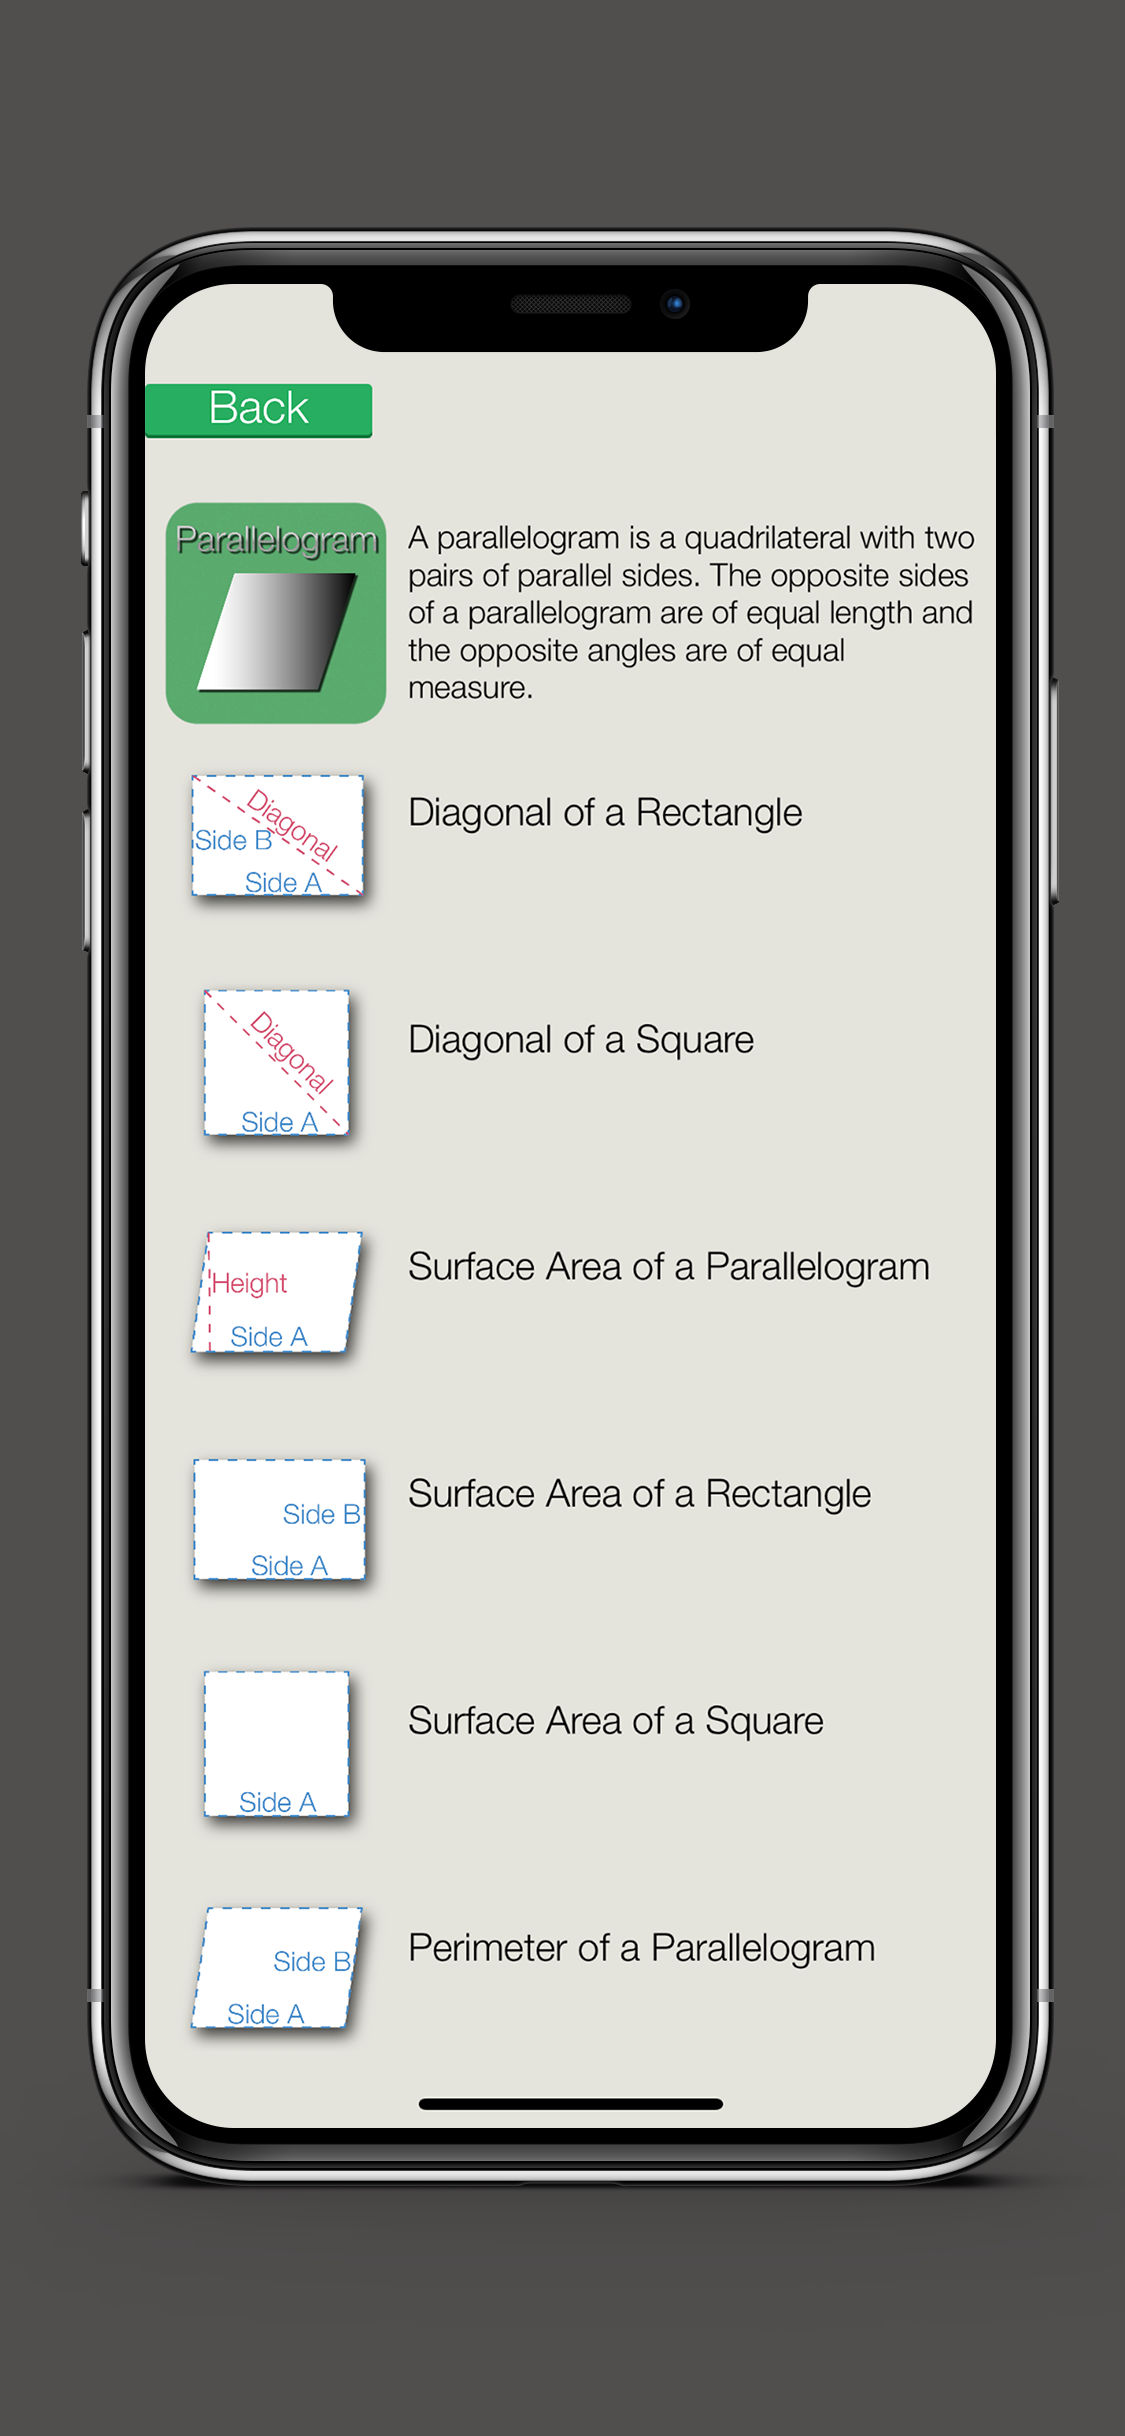 Back
Parallelogram
A parallelogram is a quadrilateral with two
pairs of parallel sides. The opposite sides
of a parallelogram are of equal length and
the opposite angles are of equal
measure.
Diagonal
Side B
Side A
Diagonal of a Rectangle
Diagonal
Side A
Diagonal of a Square
Height
Side A
Surface Area of a Parallelogram
Side B
Side A
Surface Area of a Rectangle
Side A
Surface Area of a Square
Side B
Side A
Perimeter of a Parallelogram